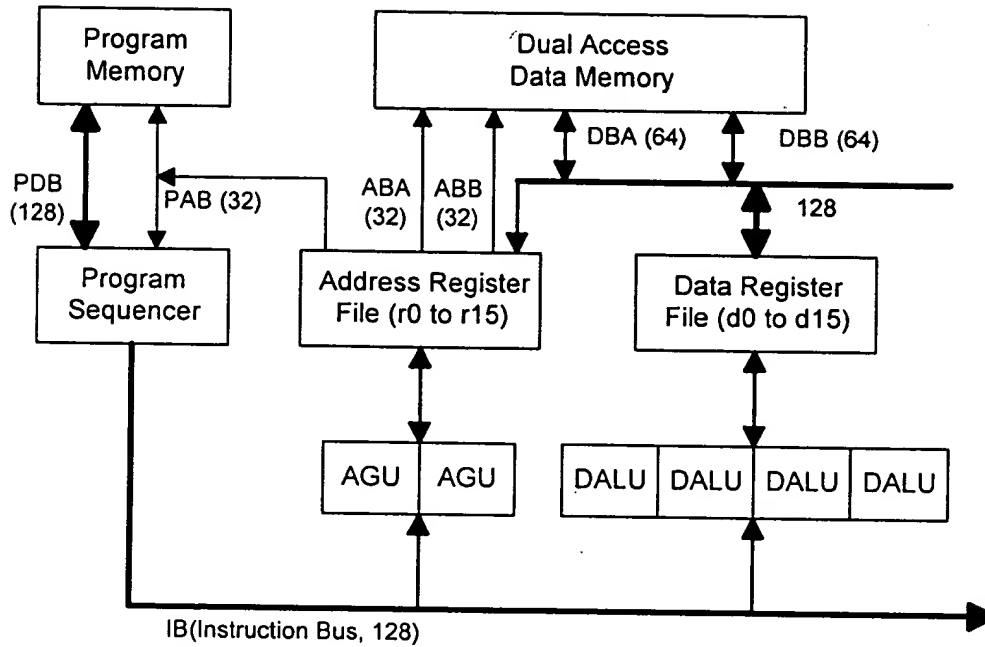 Program
Memory
Dual Access
Data Memory
DBA (64)
DBB (64)
PDB
(128)
PAB (32)
ABA
(32)
ABB
(32)
128
Program
Sequencer
Address Register
File (r0 to r15)
Data Register
File (d0 to d15)
AGU
AGU
DALU
DALU
DALU
DALU
IB(Instruction Bus, 128)